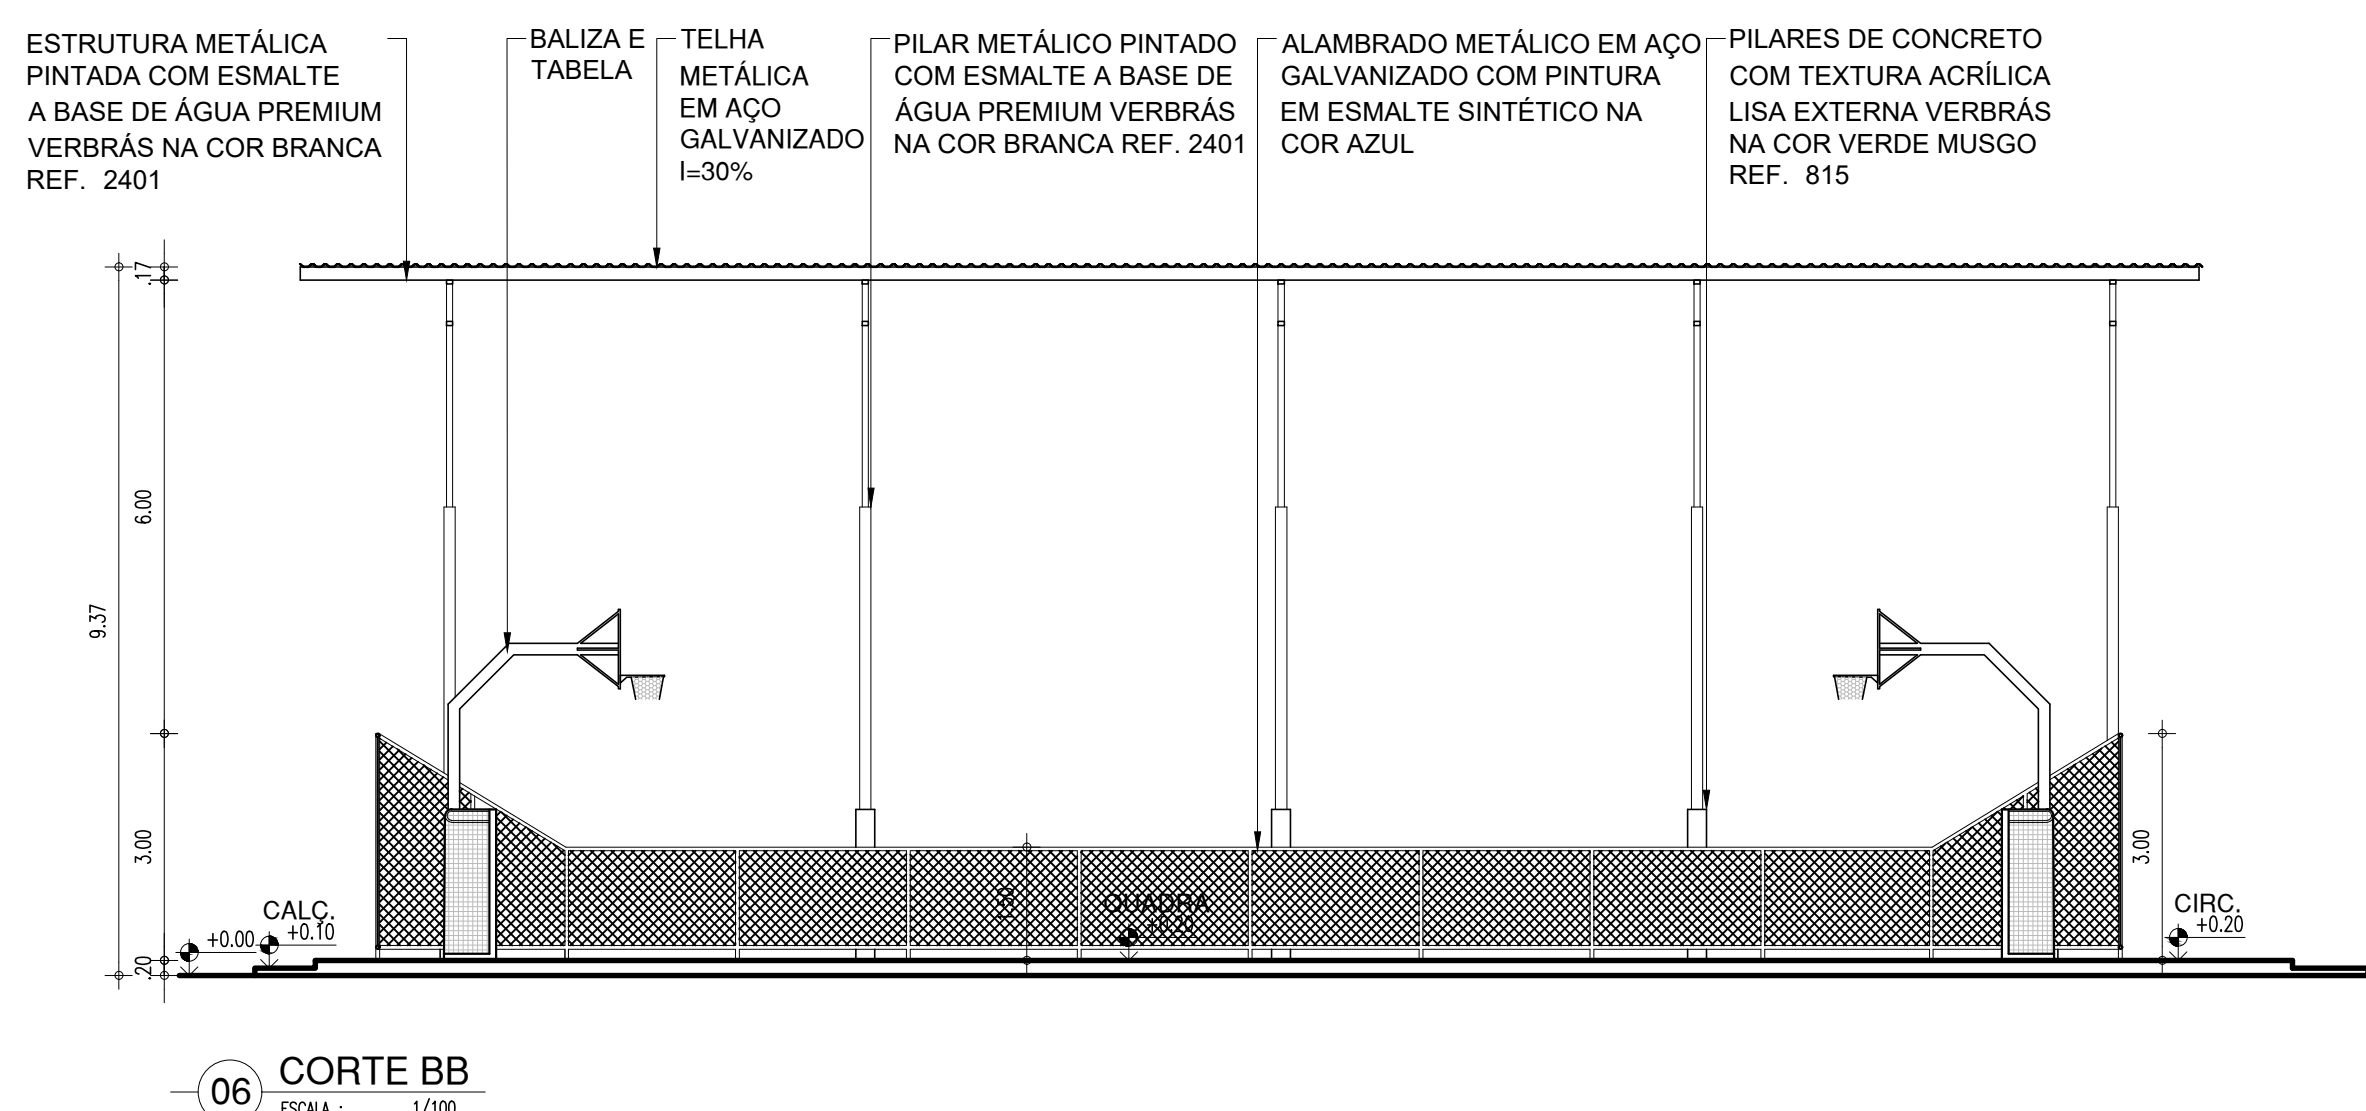 ESTRUTURA METÁLICA
PINTADA COM ESMALTE
A BASE DE ÁGUA PREMIUM
VERBRÁS NA COR BRANCA
REF. 2401
BALIZA E
TABELA
TELHA
METÁLICA
EM AÇO
GALVANIZADO
I=30%
PILAR METÁLICO PINTADO
COM ESMALTE A BASE DE
ÁGUA PREMIUM VERBRÁS
NA COR BRANCA REF. 2401
ALAMBRADO METÁLICO EM AÇO
GALVANIZADO COM PINTURA
EM ESMALTE SINTÉTICO NA
COR AZUL
PILARES DE CONCRETO
COM TEXTURA ACRÍLICA
LISA EXTERNA VERBRÁS
NA COR VERDE MUSGO
REF. 815
.17
6.00
9.37
3.00
.20
+0.00
CALÇ.
+0.10
1.50
QUADRA
+0.20
3.00
CIRC.
+0.20
06
CORTE BB
ESCALA : 1/100